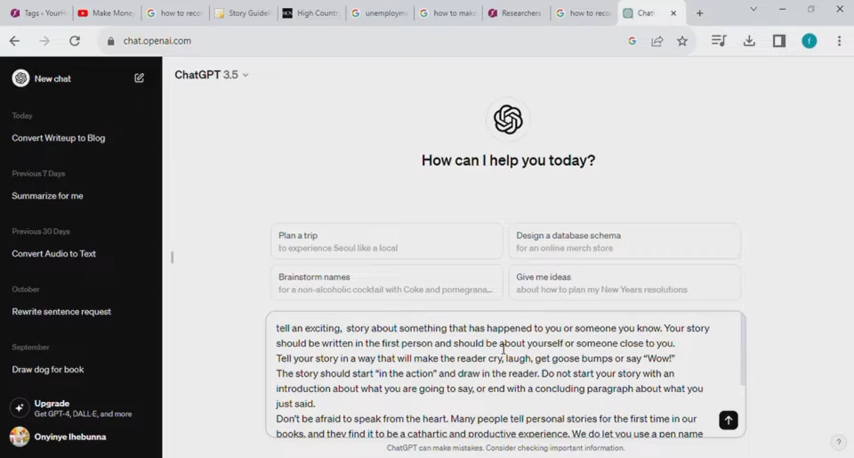 Tags ‹ YourH
Make Money
how to reco
Story Guidel
High Countr
unemploym
how to make
Researchers
how to reco
Chat
chat.openai.com
f
New chat
ChatGPT 3.5
Today
Convert Writeup to Blog
Previous 7 Days
Summarize for me
Previous 30 Days
Convert Audio to Text
October
Rewrite sentence request
September
Draw dog for book
Upgrade
Get GPT-4, DALL·E, and more
Onyinye Ihebunna
How can I help you today?
Plan a trip
to experience Seoul like a local
Design a database schema
for an online merch store
Brainstorm names
for a non-alcoholic cocktail with Coke and pomegrana...
Give me ideas
about how to plan my New Years resolutions
tell an exciting, story about something that has happened to you or someone you know. Your story
should be written in the first person and should be about yourself or someone close to you.
Tell your story in a way that will make the reader cry, laugh, get goose bumps or say “Wow!”
The story should start “in the action” and draw in the reader. Do not start your story with an
introduction about what you are going to say, or end with a concluding paragraph about what you
just said.
Don’t be afraid to speak from the heart. Many people tell personal stories for the first time in our
books, and they find it to be a cathartic and productive experience. We do let you use a pen name
ChatGPT can make mistakes. Consider checking important information.
?